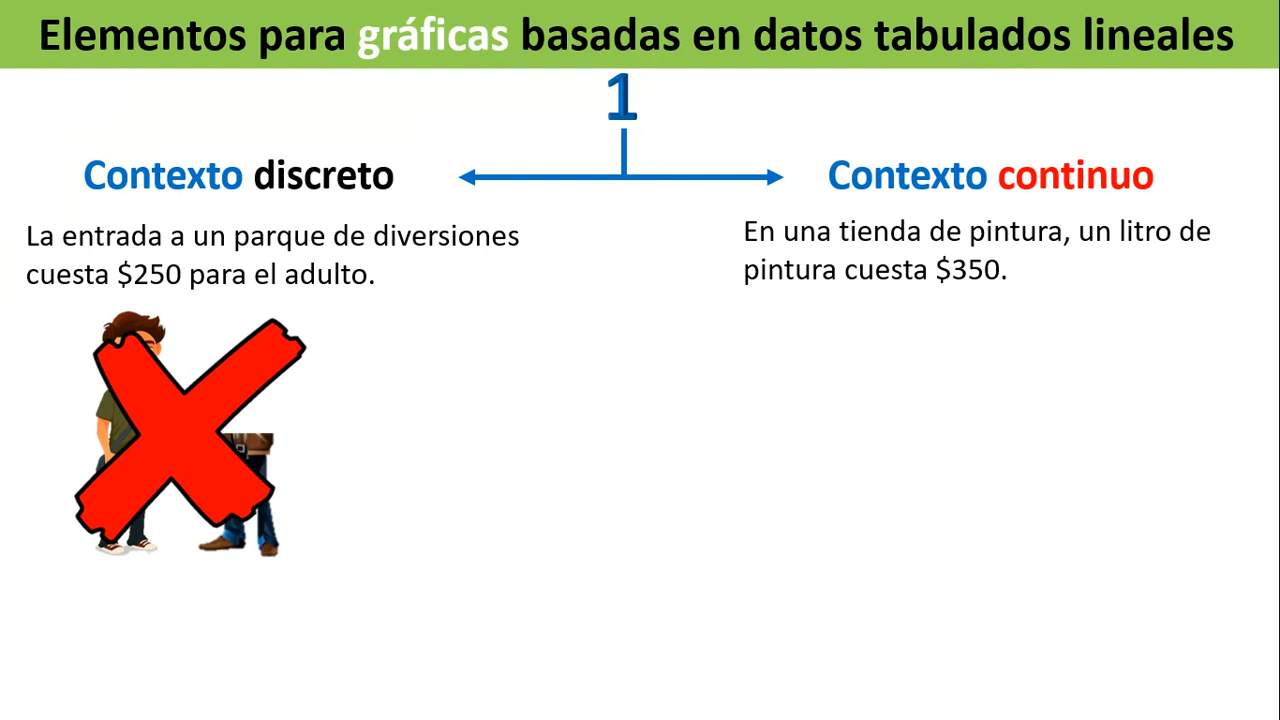 Elementos para gráficas basadas en datos tabulados lineales
1
Contexto discreto
La entrada a un parque de diversiones
cuesta $250 para el adulto.
Contexto continuo
En una tienda de pintura, un litro de
pintura cuesta $350.